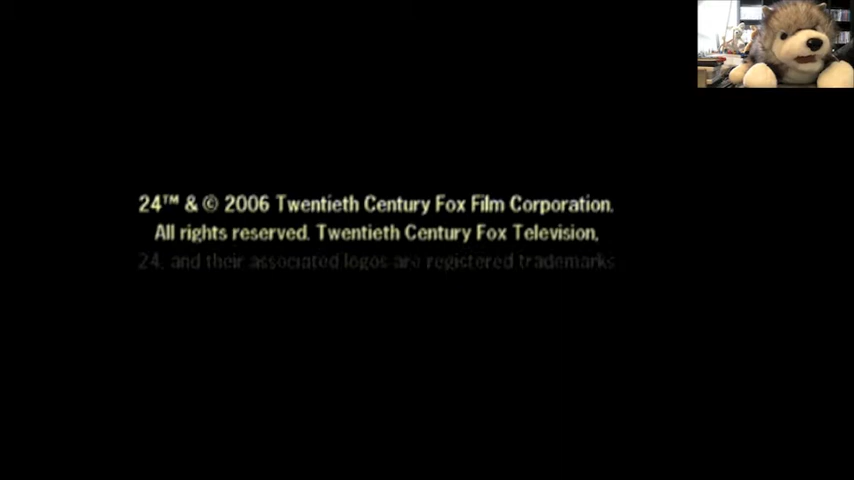 24™ & © 2006 Twentieth Century Fox Film Corporation.
All rights reserved. Twentieth Century Fox Television,
24, and their associated logos are registered trademarks